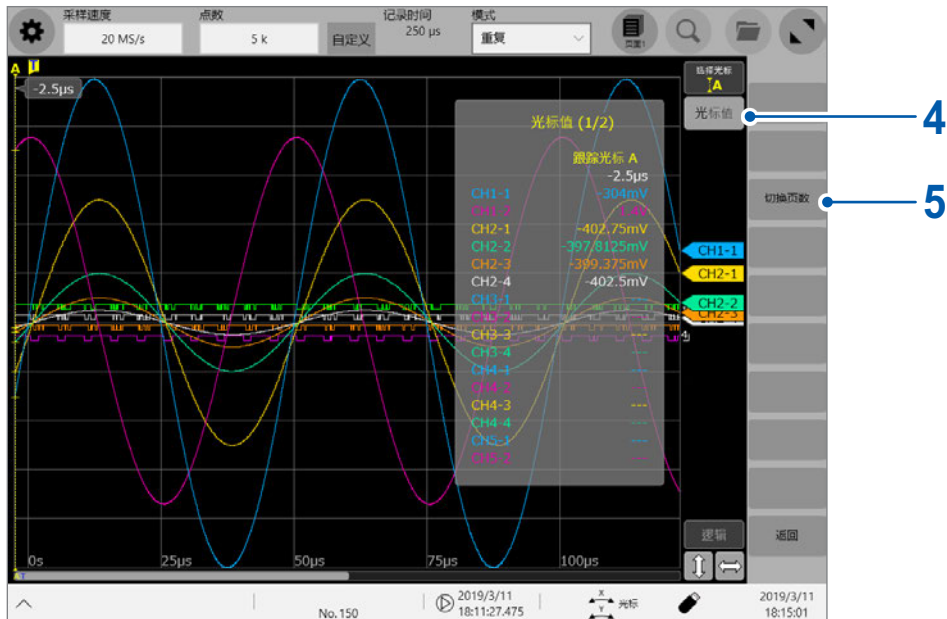 采样速度 点数 记录时间 模式
20 MS/s 5 k 自定义 250 μs 重复 页面1
A T 选择光标
-2.5μs A
光标值 4
光标值 (1/2)
跟踪光标 A
-2.5μs
切换页数 5
CH1-1 -304mV
CH1-2
CH2-1 -402.75mV
CH2-2 -397.8125mV
CH2-3 -399.375mV
CH2-4 -402.5mV
CH3-1 ---
CH3-3 ---
CH3-4 ---
CH4-1 ---
CH4-2 ---
CH4-3 ---
CH4-4 ---
CH5-1 ---
CH5-2 ---
CH1-1
CH2-1
CH2-2
CH2-3
逻辑 返回
0s 25μs 50μs 75μs 100μs
A T
No. 150 2019/3/11 18:11:27.475 X Y 光标 2019/3/11 18:15:01